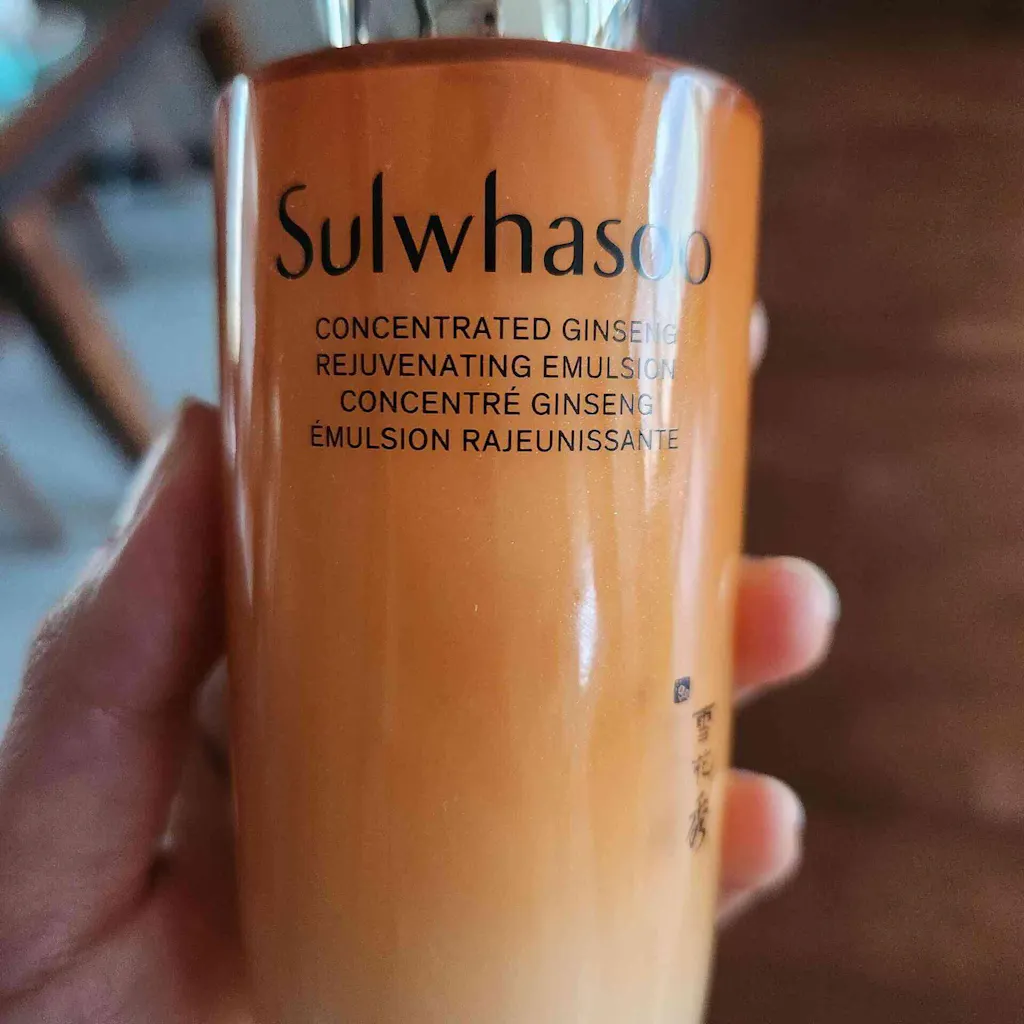 Sulwhasoo
CONCENTRATED GINSENG
REJUVENATING EMULSION
CONCENTRÉ GINSENG
ÉMULSION RAJEUNISSANTE
雪花秀